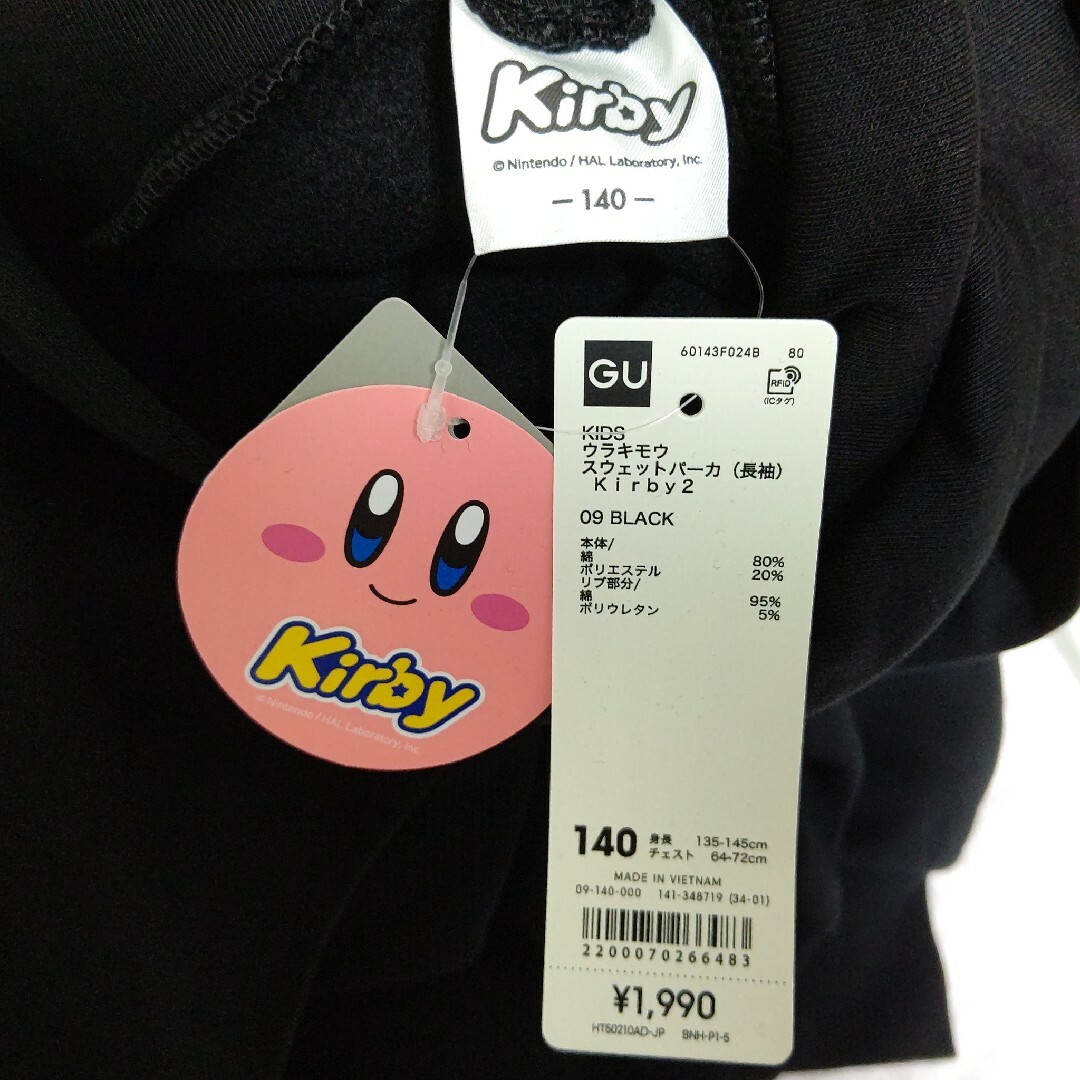 Kirby
© Nintendo / HAL Laboratory, Inc.
— 140 —
Kirby
© Nintendo / HAL Laboratory, Inc.
GU
60143F024B 80
RFID
(ICタグ)
KIDS
ウラキモウ
スウェットパーカ（長袖）
Kirby2
09 BLACK
本体/
綿 80%
ポリエステル 20%
リブ部分/
綿 95%
ポリウレタン 5%
140 身長 135-145cm
チェスト 64-72cm
MADE IN VIETNAM
09-140-000 141-348719 (34-01)
2200070266483
¥1,990
HT50210AD-JP BNH-P1-5